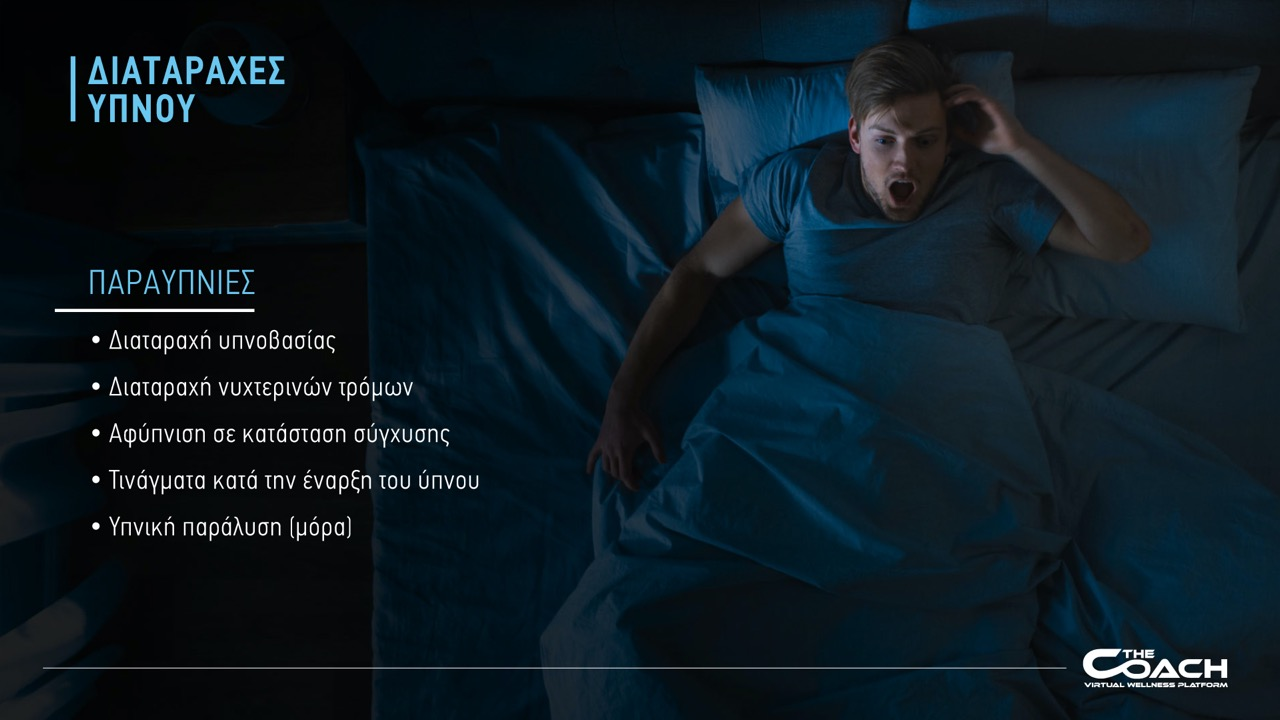 ΔΙΑΤΑΡΑΧΕΣ
ΥΠΝΟΥ
ΠΑΡΑΥΠΝΙΕΣ
• Διαταραχή υπνοβασίας
• Διαταραχή νυχτερινών τρόμων
• Αφύπνιση σε κατάσταση σύγχυσης
• Τινάγματα κατά την έναρξη του ύπνου
• Υπνική παράλυση (μόρα)
THE
COACH
VIRTUAL WELLNESS PLATFORM